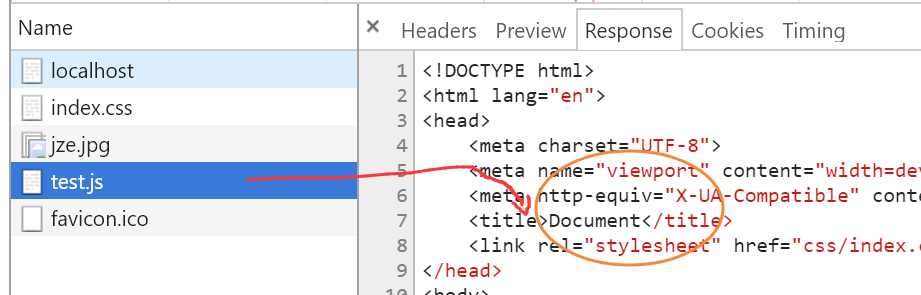 Name
Headers Preview Response Cookies Timing
localhost
index.css
jze.jpg
test.js
favicon.ico
1 <!DOCTYPE html>
2 <html lang="en">
3 <head>
4 <meta charset="UTF-8">
5 <meta name="viewport" content="width=dev
6 <meta http-equiv="X-UA-Compatible" conte
7 <title>Document</title>
8 <link rel="stylesheet" href="css/index.c
9 </head>
10 <body>